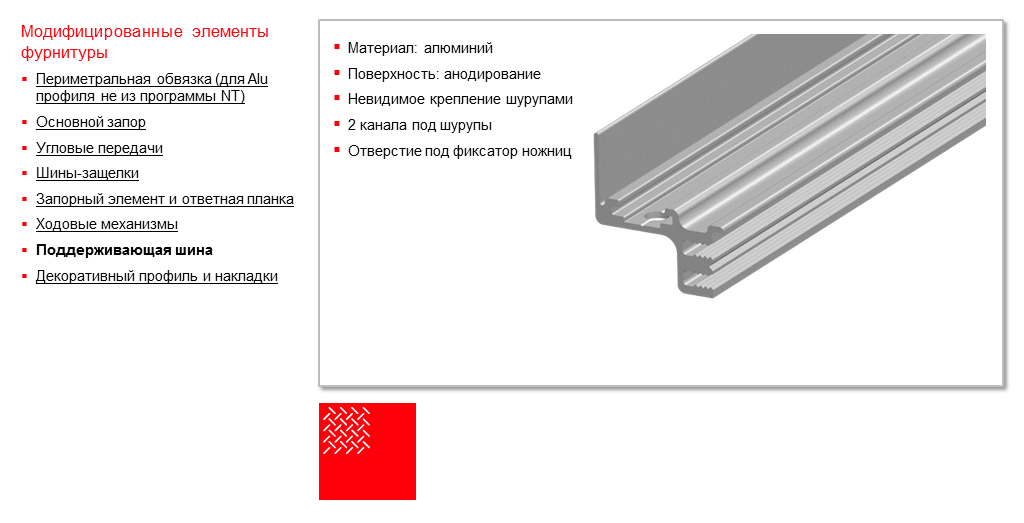 Модифицированные элементы
фурнитуры
Периметральная обвязка (для Alu
профиля не из программы NT)
Основной запор
Угловые передачи
Шины-защелки
Запорный элемент и ответная планка
Ходовые механизмы
Поддерживающая шина
Декоративный профиль и накладки
Материал: алюминий
Поверхность: анодирование
Невидимое крепление шурупами
2 канала под шурупы
Отверстие под фиксатор ножниц